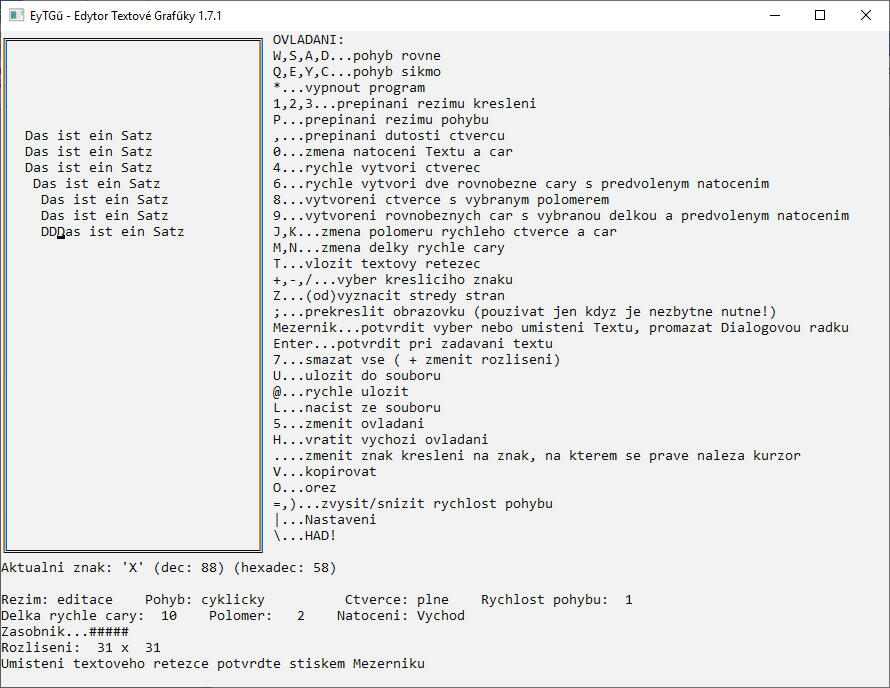 EyTGű - Edytor Textové Grafűky 1.7.1
Das ist ein Satz
Das ist ein Satz
Das ist ein Satz
Das ist ein Satz
Das ist ein Satz
Das ist ein Satz
DDDas ist ein Satz
OVLADANI:
W,S,A,D...pohyb rovne
Q,E,Y,C...pohyb sikmo
*...vypnout program
1,2,3...prepinani rezimu kresleni
P...prepinani rezimu pohybu
,...prepinani dutosti ctvercu
0...zmena natoceni Textu a car
4...rychle vytvori ctverec
6...rychle vytvori dve rovnobezne cary s predvolenym natocenim
8...vytvoreni ctverce s vybranym polomerem
9...vytvoreni rovnobeznych car s vybranou delkou a predvolenym natocenim
J,K...zmena polomeru rychleho ctverce a car
M,N...zmena delky rychle cary
T...vlozit textovy retezec
+,-,/...vyber kresliciho znaku
Z...(od)vyznacit stredy stran
;...prekreslit obrazovku (pouzivat jen kdyz je nezbytne nutne!)
Mezernik...potvrdit vyber nebo umisteni Textu, promazat Dialogovou radku
Enter...potvrdit pri zadavani textu
7...smazat vse ( + zmenit rozliseni)
U...ulozit do souboru
@...rychle ulozit
L...nacist ze souboru
5...zmenit ovladani
H...vratit vychozi ovladani
....zmenit znak kresleni na znak, na kterem se prave naleza kurzor
V...kopirovat
O...orez
=,)...zvysit/snizit rychlost pohybu
|...Nastaveni
\...HAD!
Aktualni znak: 'X' (dec: 88) (hexadec: 58)
Rezim: editace    Pohyb: cyklicky          Ctverce: plne    Rychlost pohybu:  1
Delka rychle cary:  10    Polomer:   2    Natoceni: Vychod
Zasobnik...#####
Rozliseni:  31 x  31
Umisteni textoveho retezce potvrdte stiskem Mezerniku